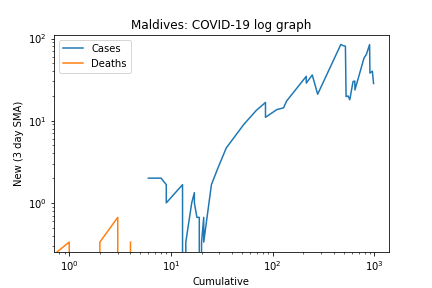 Maldives: COVID-19 log graph
Cases
Deaths
New (3 day SMA)
10²
10¹
10⁰
10⁰ 10¹ 10² 10³
Cumulative